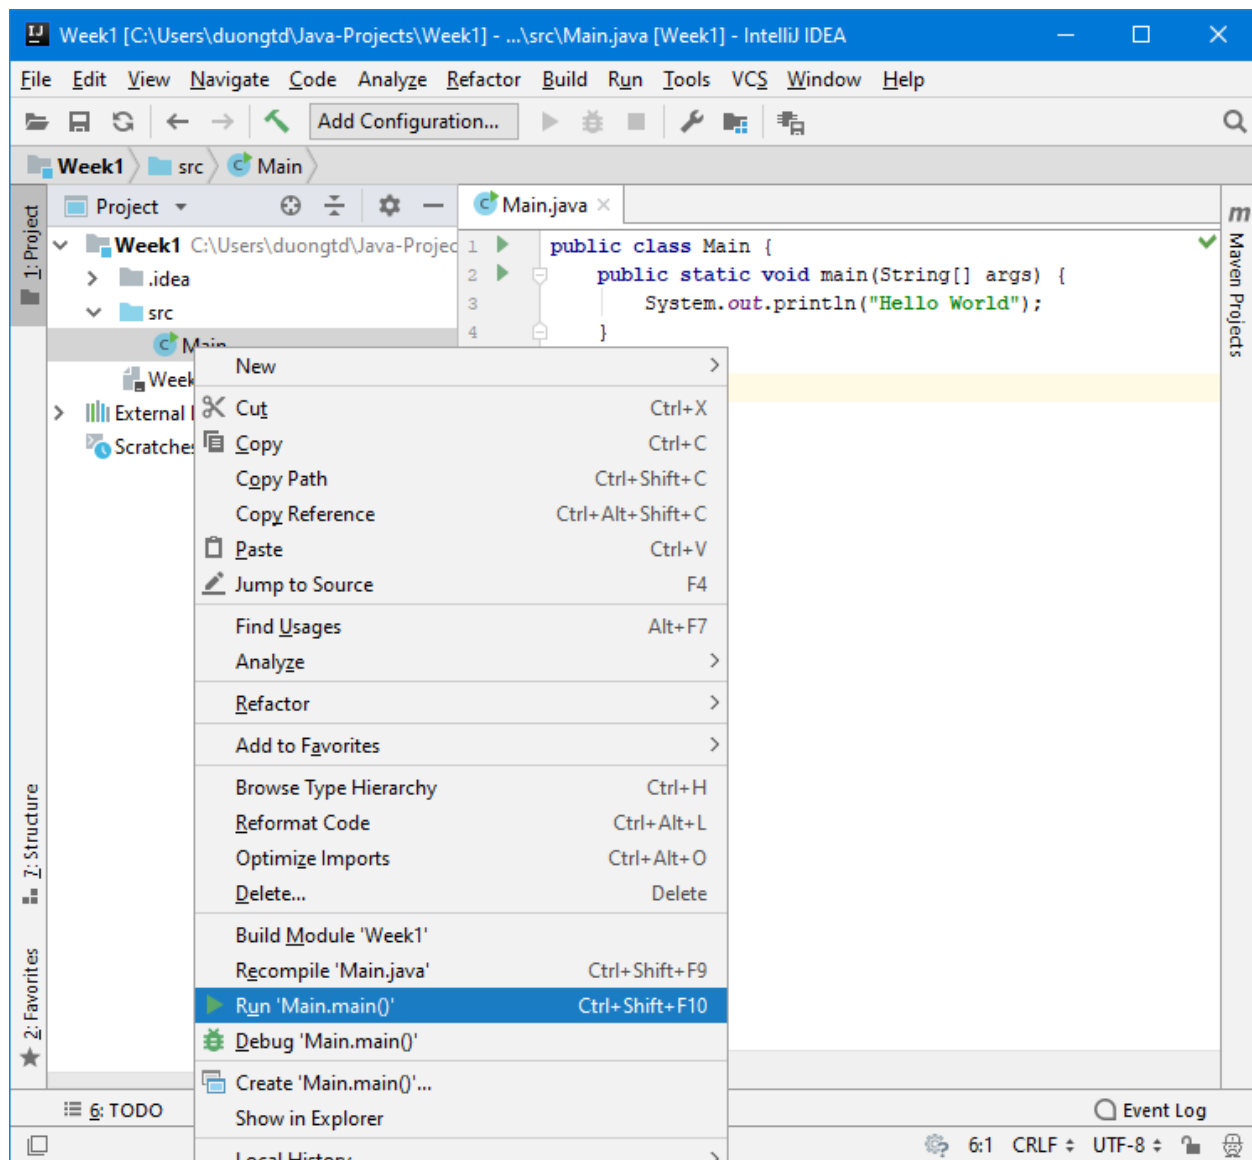 Week1 [C:\Users\duongtd\Java-Projects\Week1] - ...\src\Main.java [Week1] - IntelliJ IDEA
File Edit View Navigate Code Analyze Refactor Build Run Tools VCS Window Help
Add Configuration...
Week1 src Main
1: Project
Project
Week1 C:\Users\duongtd\Java-Projec
.idea
src
Main
Week
External
Scratches
Main.java
1 public class Main {
2 public static void main(String[] args) {
3 System.out.println("Hello World");
4 }
Maven Projects
New
Cut Ctrl+X
Copy Ctrl+C
Copy Path Ctrl+Shift+C
Copy Reference Ctrl+Alt+Shift+C
Paste Ctrl+V
Jump to Source F4
Find Usages Alt+F7
Analyze
Refactor
Add to Favorites
Browse Type Hierarchy Ctrl+H
Reformat Code Ctrl+Alt+L
Optimize Imports Ctrl+Alt+O
Delete... Delete
Build Module 'Week1'
Recompile 'Main.java' Ctrl+Shift+F9
Run 'Main.main()' Ctrl+Shift+F10
Debug 'Main.main()'
Create 'Main.main()'...
Show in Explorer
Local History
7: Structure
2: Favorites
6: TODO
Event Log
6:1 CRLF UTF-8